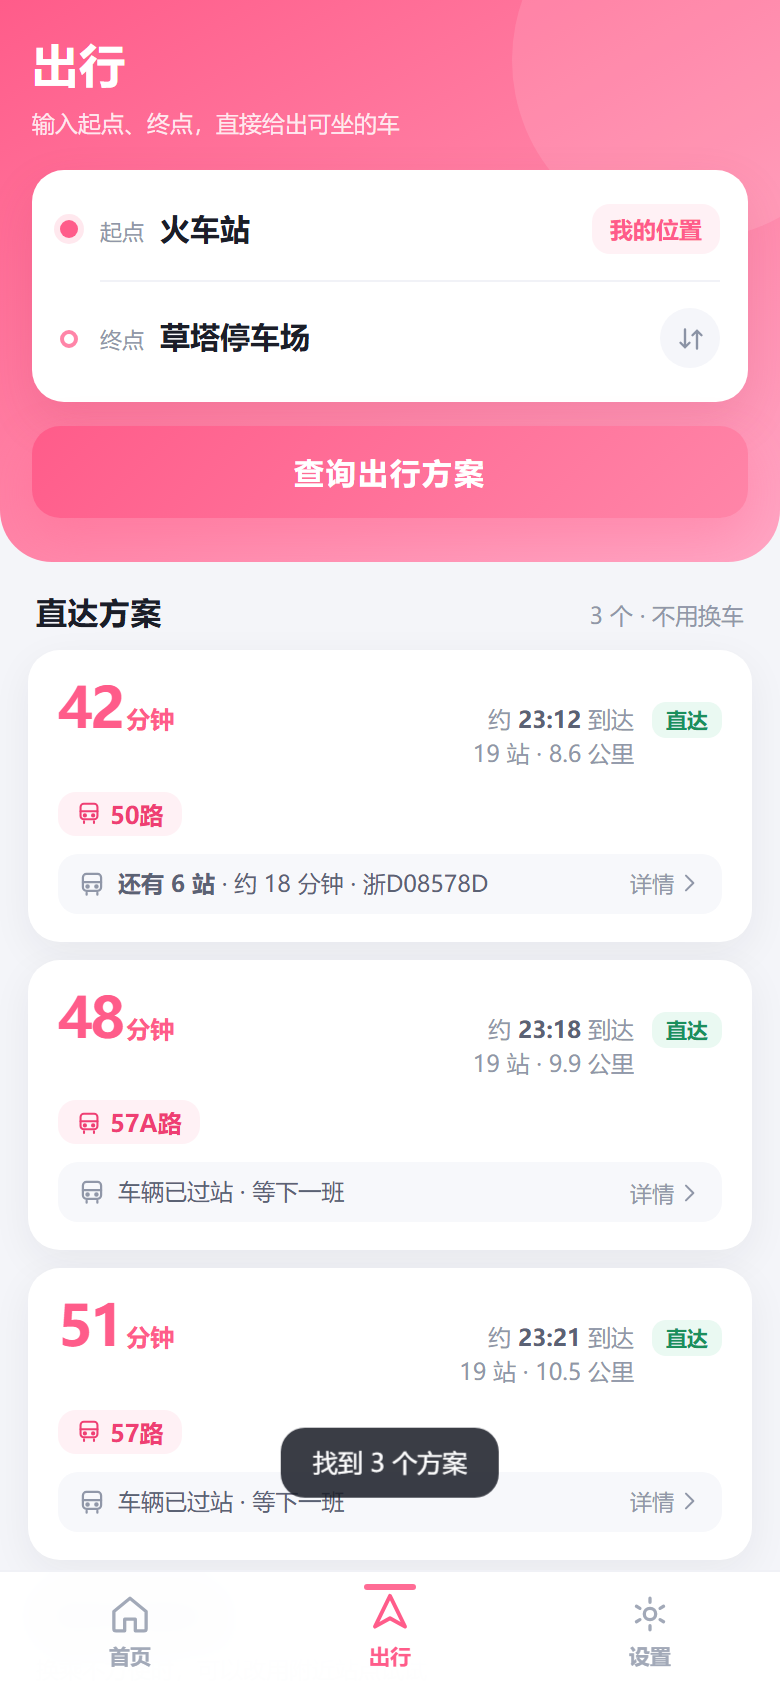 出行
输入起点、终点，直接给出可坐的车
起点 火车站 我的位置
终点 草塔停车场
查询出行方案
直达方案 3 个 · 不用换车
42分钟 约 23:12 到达 直达
19 站 · 8.6 公里
50路
还有 6 站 · 约 18 分钟 · 浙D08578D 详情
48分钟 约 23:18 到达 直达
19 站 · 9.9 公里
57A路
车辆已过站 · 等下一班 详情
51分钟 约 23:21 到达 直达
19 站 · 10.5 公里
57路
找到 3 个方案
车辆已过站 · 等下一班 详情
首页 出行 设置